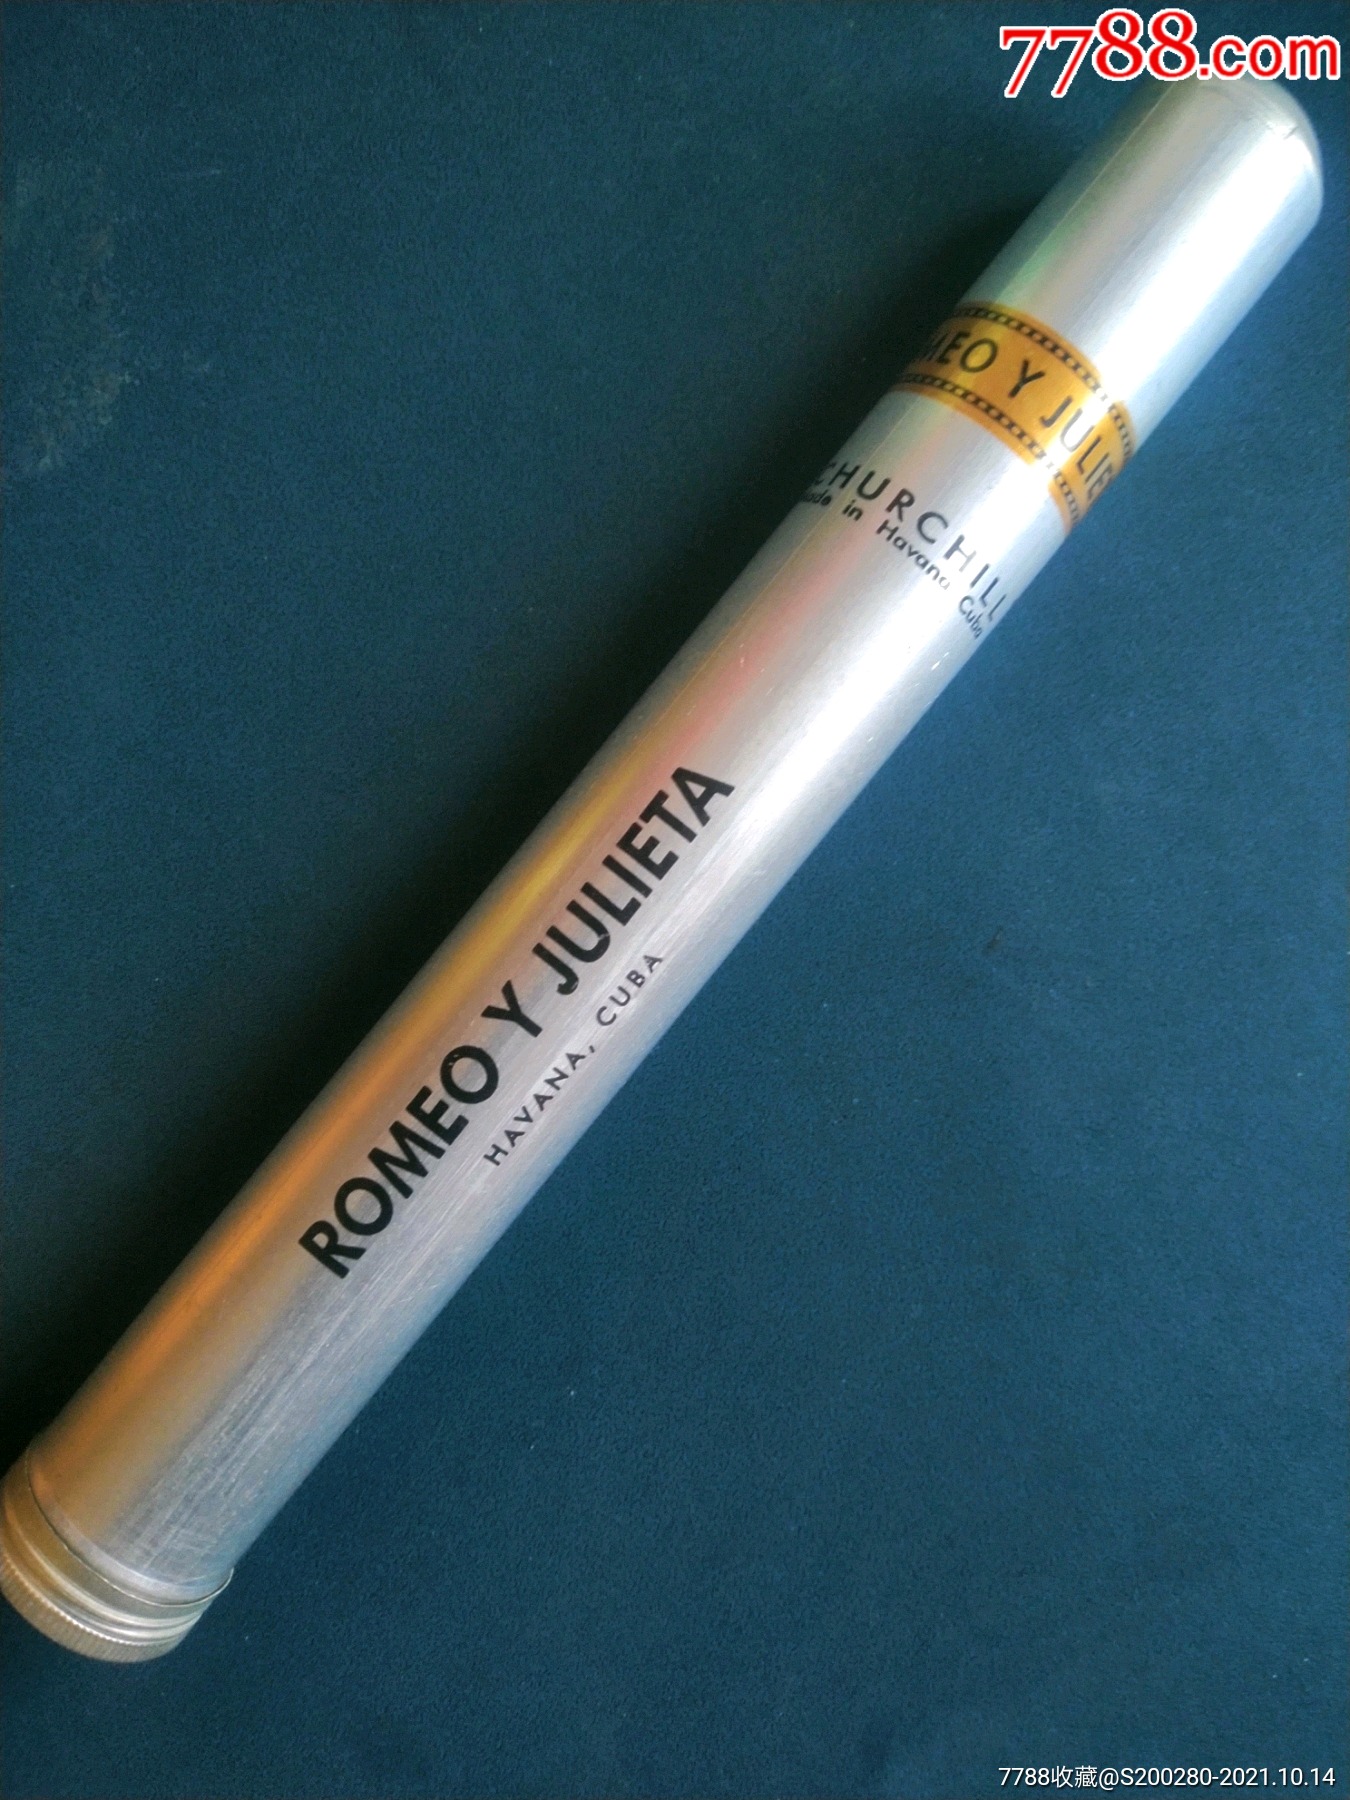 7788.com
MEO Y JULIE
CHURCHILL
in Havana Cuba
ROMEO Y JULIETA
HAVANA, CUBA
7788收藏@S200280-2021.10.14